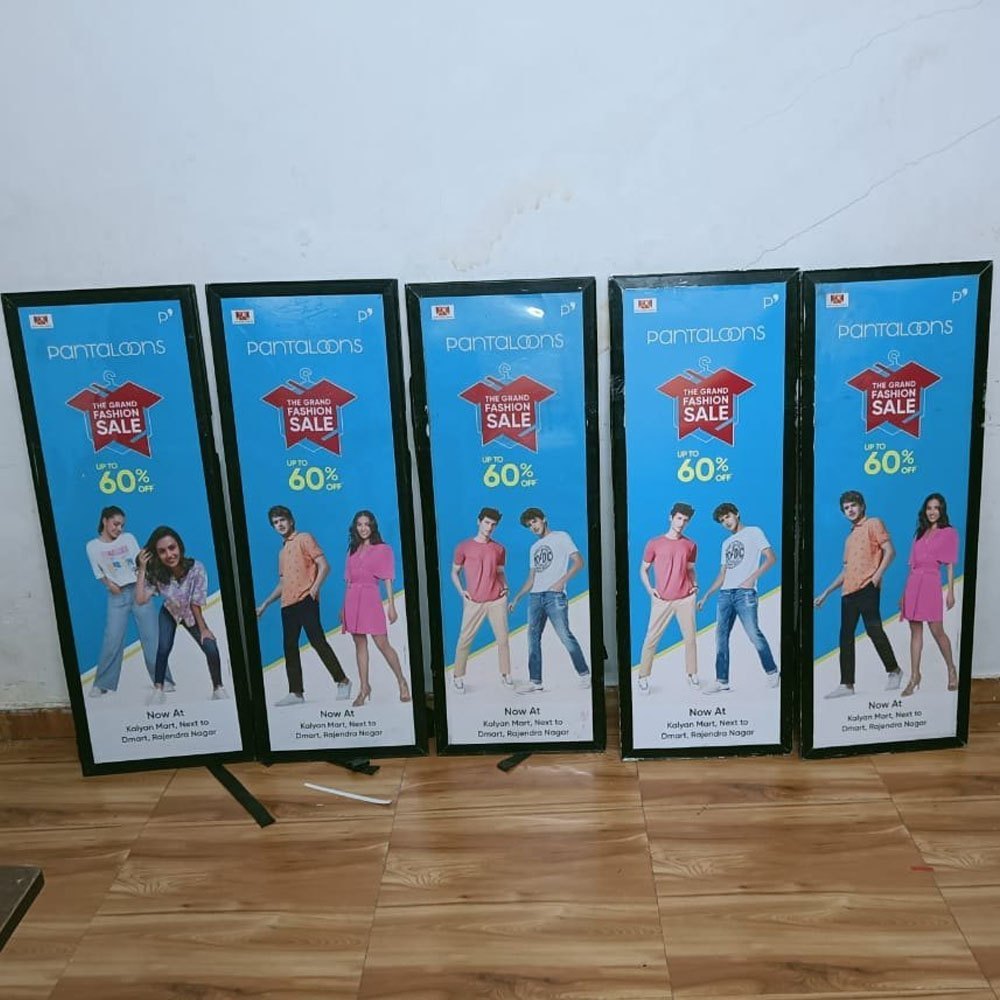 P'
PANTALOONS
THE GRAND
FASHION
SALE
UP TO
60%
OFF
Now At
Kalyan Mart, Next to
Dmart, Rajendra Nagar
P'
PANTALOONS
THE GRAND
FASHION
SALE
UP TO
60%
OFF
Now At
Kalyan Mart, Next to
Dmart, Rajendra Nagar
P'
PANTALOONS
THE GRAND
FASHION
SALE
UP TO
60%
OFF
Now At
Kalyan Mart, Next to
Dmart, Rajendra Nagar
P'
PANTALOONS
THE GRAND
FASHION
SALE
UP TO
60%
OFF
Now At
Kalyan Mart, Next to
Dmart, Rajendra Nagar
P'
PANTALOONS
THE GRAND
FASHION
SALE
UP TO
60%
OFF
Now At
Kalyan Mart, Next to
Dmart, Rajendra Nagar